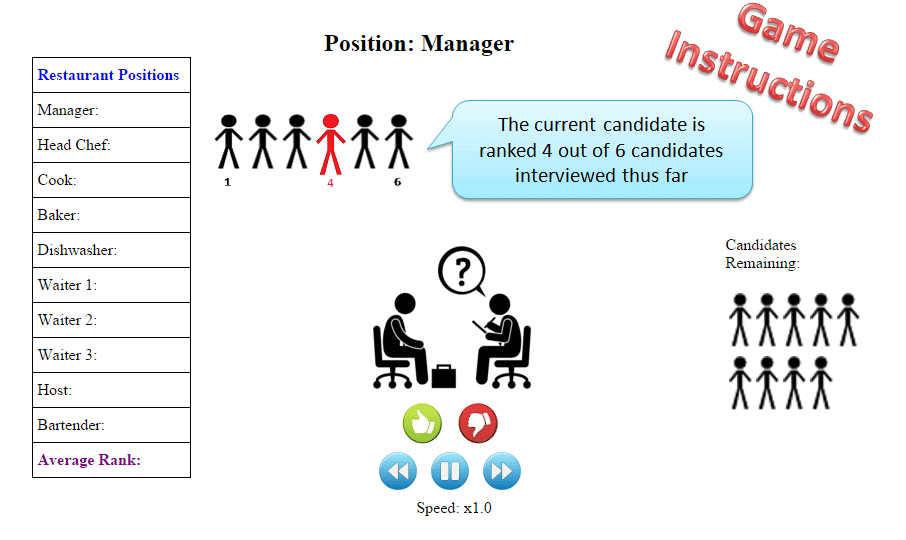 Position: Manager
Game
Instructions
Restaurant Positions
Manager:
Head Chef:
Cook:
Baker:
Dishwasher:
Waiter 1:
Waiter 2:
Waiter 3:
Host:
Bartender:
Average Rank:
1 4 6
The current candidate is
ranked 4 out of 6 candidates
interviewed thus far
?
Candidates
Remaining:
Speed: x1.0